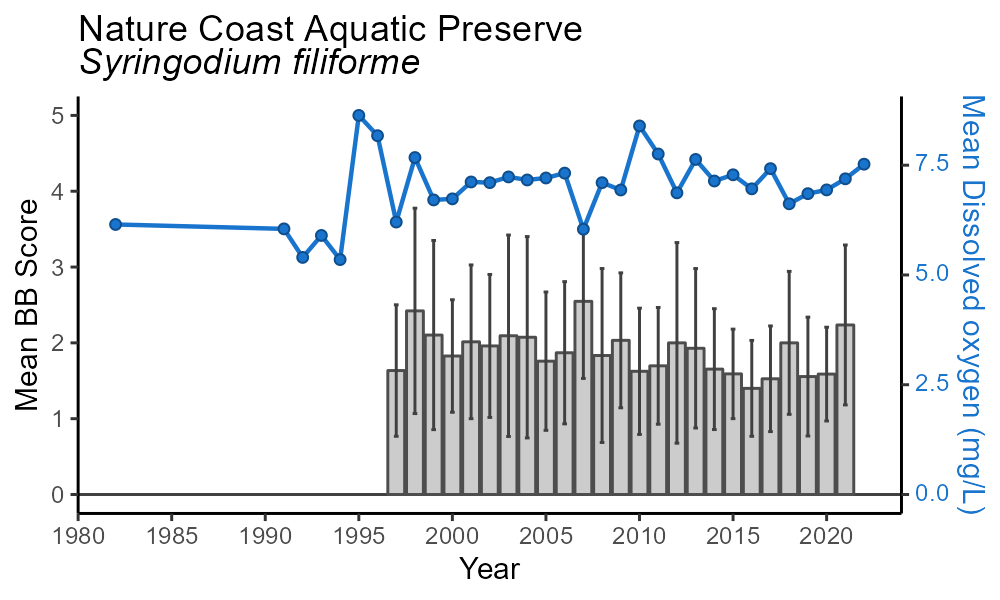 Nature Coast Aquatic Preserve
Syringodium filiforme
Mean BB Score
5
4
3
2
1
0
Mean Dissolved oxygen (mg/L)
7.5
5.0
2.5
0.0
1980 1985 1990 1995 2000 2005 2010 2015 2020
Year